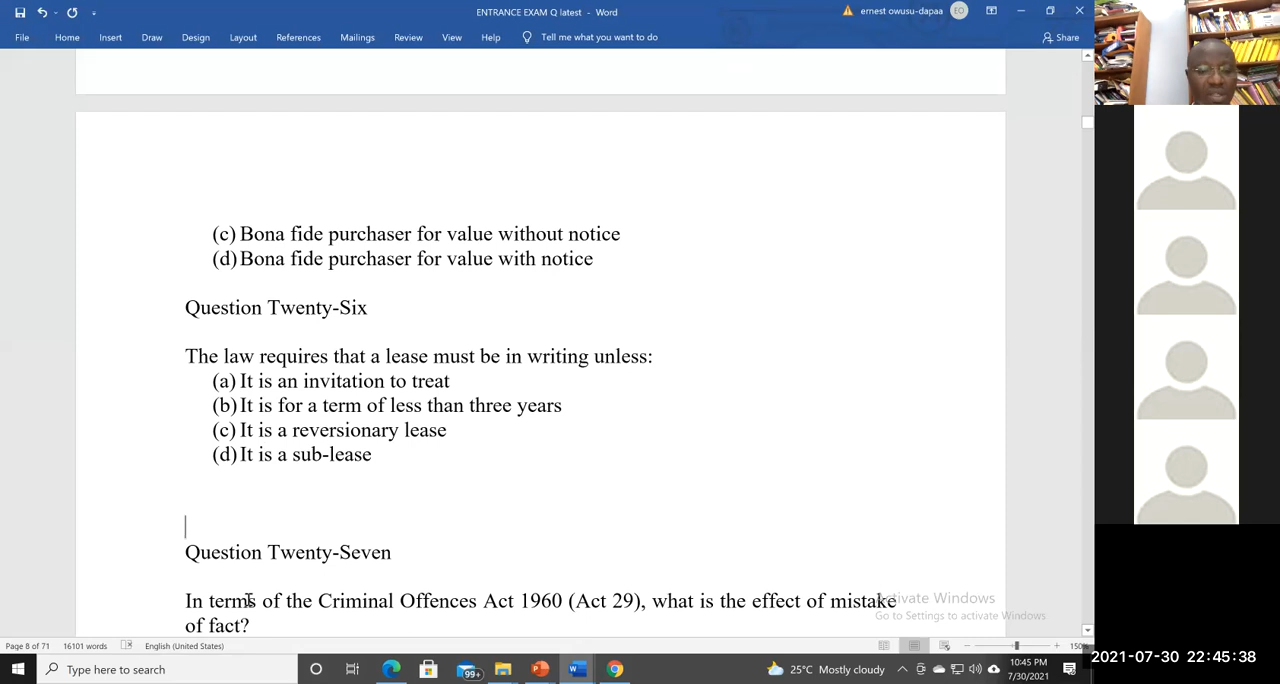 ENTRANCE EXAM Q latest - Word
ernest owusu-dapaa
EO
File Home Insert Draw Design Layout References Mailings Review View Help Tell me what you want to do
Share
(c) Bona fide purchaser for value without notice
(d) Bona fide purchaser for value with notice
Question Twenty-Six
The law requires that a lease must be in writing unless:
(a) It is an invitation to treat
(b) It is for a term of less than three years
(c) It is a reversionary lease
(d) It is a sub-lease
Question Twenty-Seven
In terms of the Criminal Offences Act 1960 (Act 29), what is the effect of mistake
of fact?
Activate Windows
Go to Settings to activate Windows
Page 8 of 71 16101 words English (United States)
150%
Type here to search
99+
25°C Mostly cloudy
10:45 PM
7/30/2021
2021-07-30 22:45:38